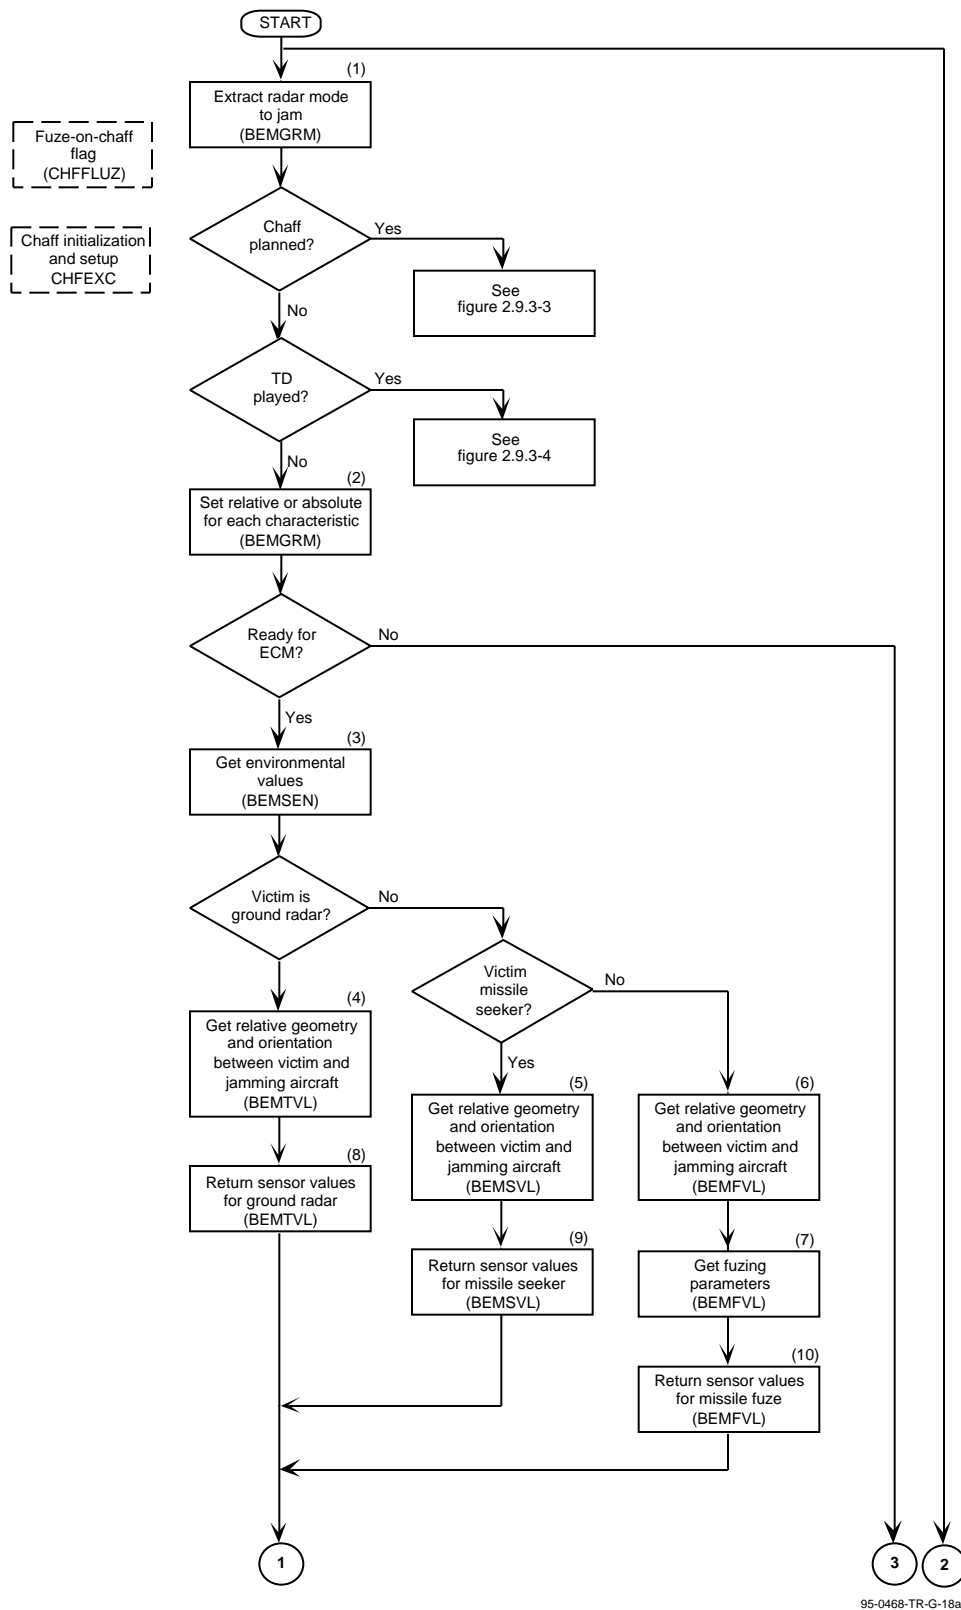 START
(1)
Extract radar mode
to jam
(BEMGRM)
Fuze-on-chaff
flag
(CHFFLUZ)
Chaff
planned?
Yes
Chaff initialization
and setup
CHFEXC
See
figure 2.9.3-3
No
TD
played?
Yes
See
figure 2.9.3-4
No
(2)
Set relative or absolute
for each characteristic
(BEMGRM)
Ready for
ECM?
No
Yes
(3)
Get environmental
values
(BEMSEN)
Victim is
ground radar?
No
Victim
missile
seeker?
No
(4)
Get relative geometry
and orientation
between victim and
jamming aircraft
(BEMTVL)
Yes
(5)
Get relative geometry
and orientation
between victim and
jamming aircraft
(BEMSVL)
(6)
Get relative geometry
and orientation
between victim and
jamming aircraft
(BEMFVL)
(8)
Return sensor values
for ground radar
(BEMTVL)
(9)
Return sensor values
for missile seeker
(BEMSVL)
(7)
Get fuzing
parameters
(BEMFVL)
(10)
Return sensor values
for missile fuze
(BEMFVL)
1
3
2
95-0468-TR-G-18a